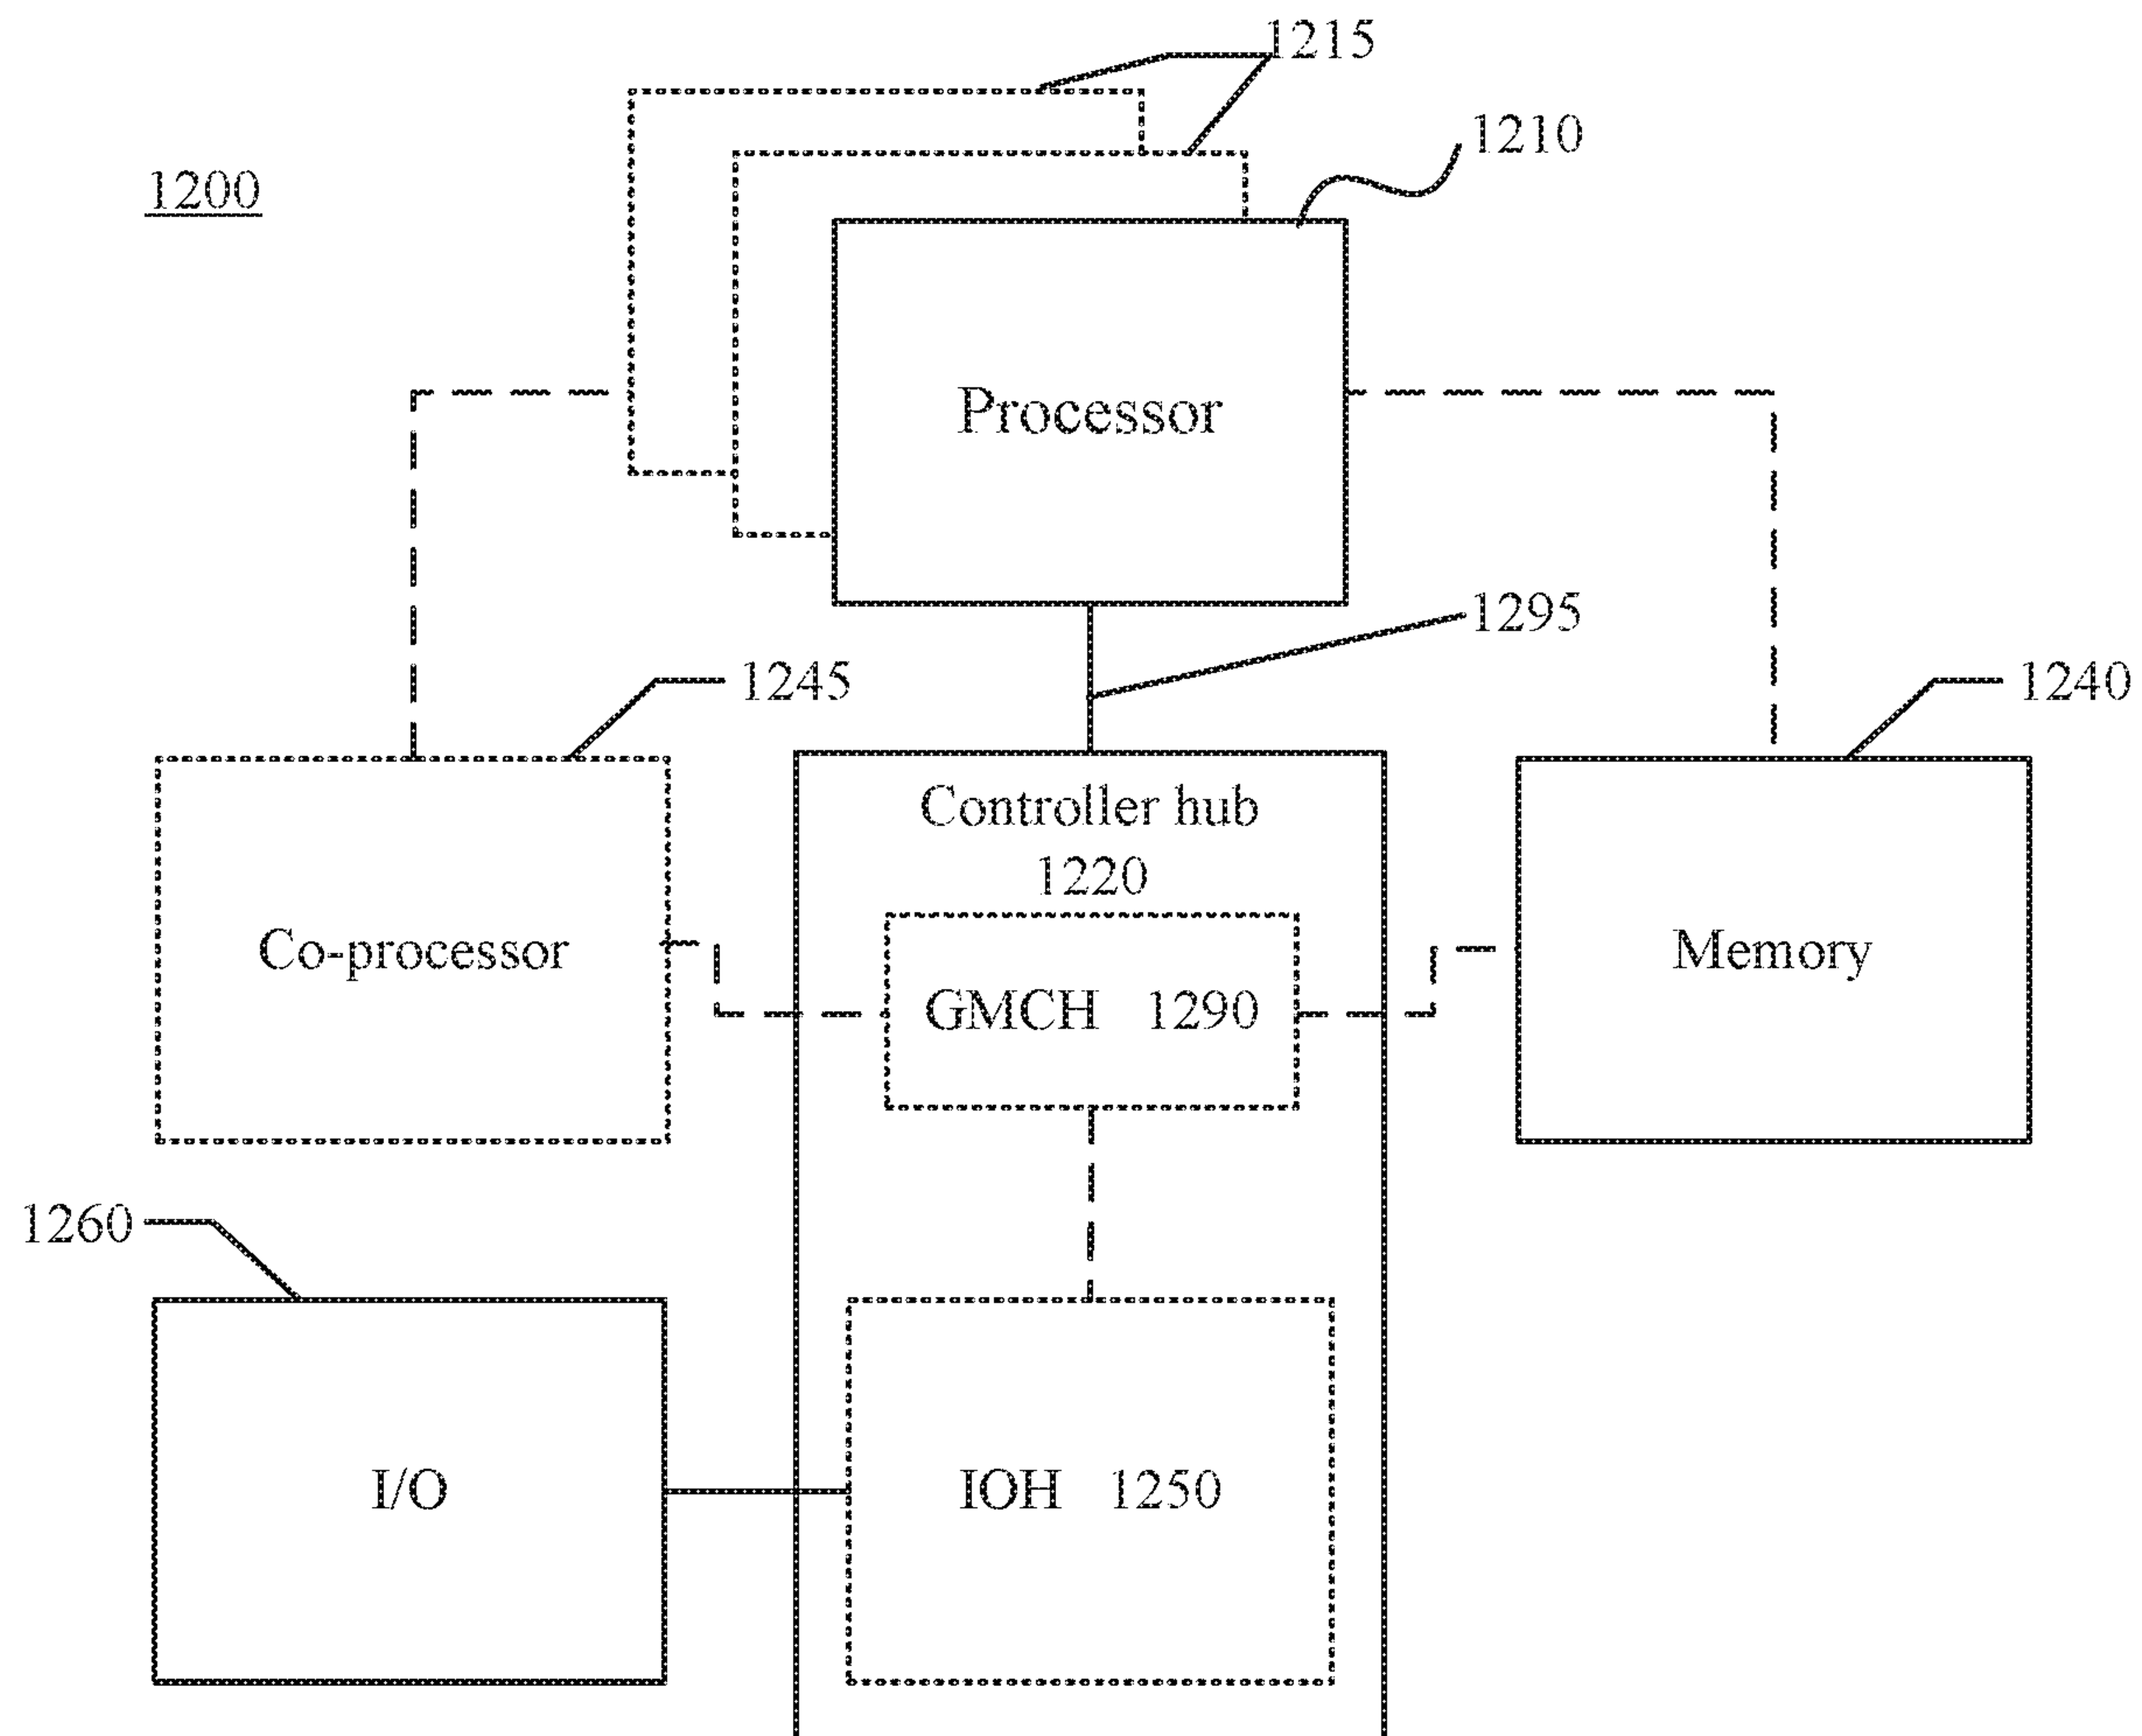 1215
1210
1200
Processor
1295
1245
1240
Controller hub
1220
Co-processor
GMCH 1290
Memory
1260
I/O
IOH 1250